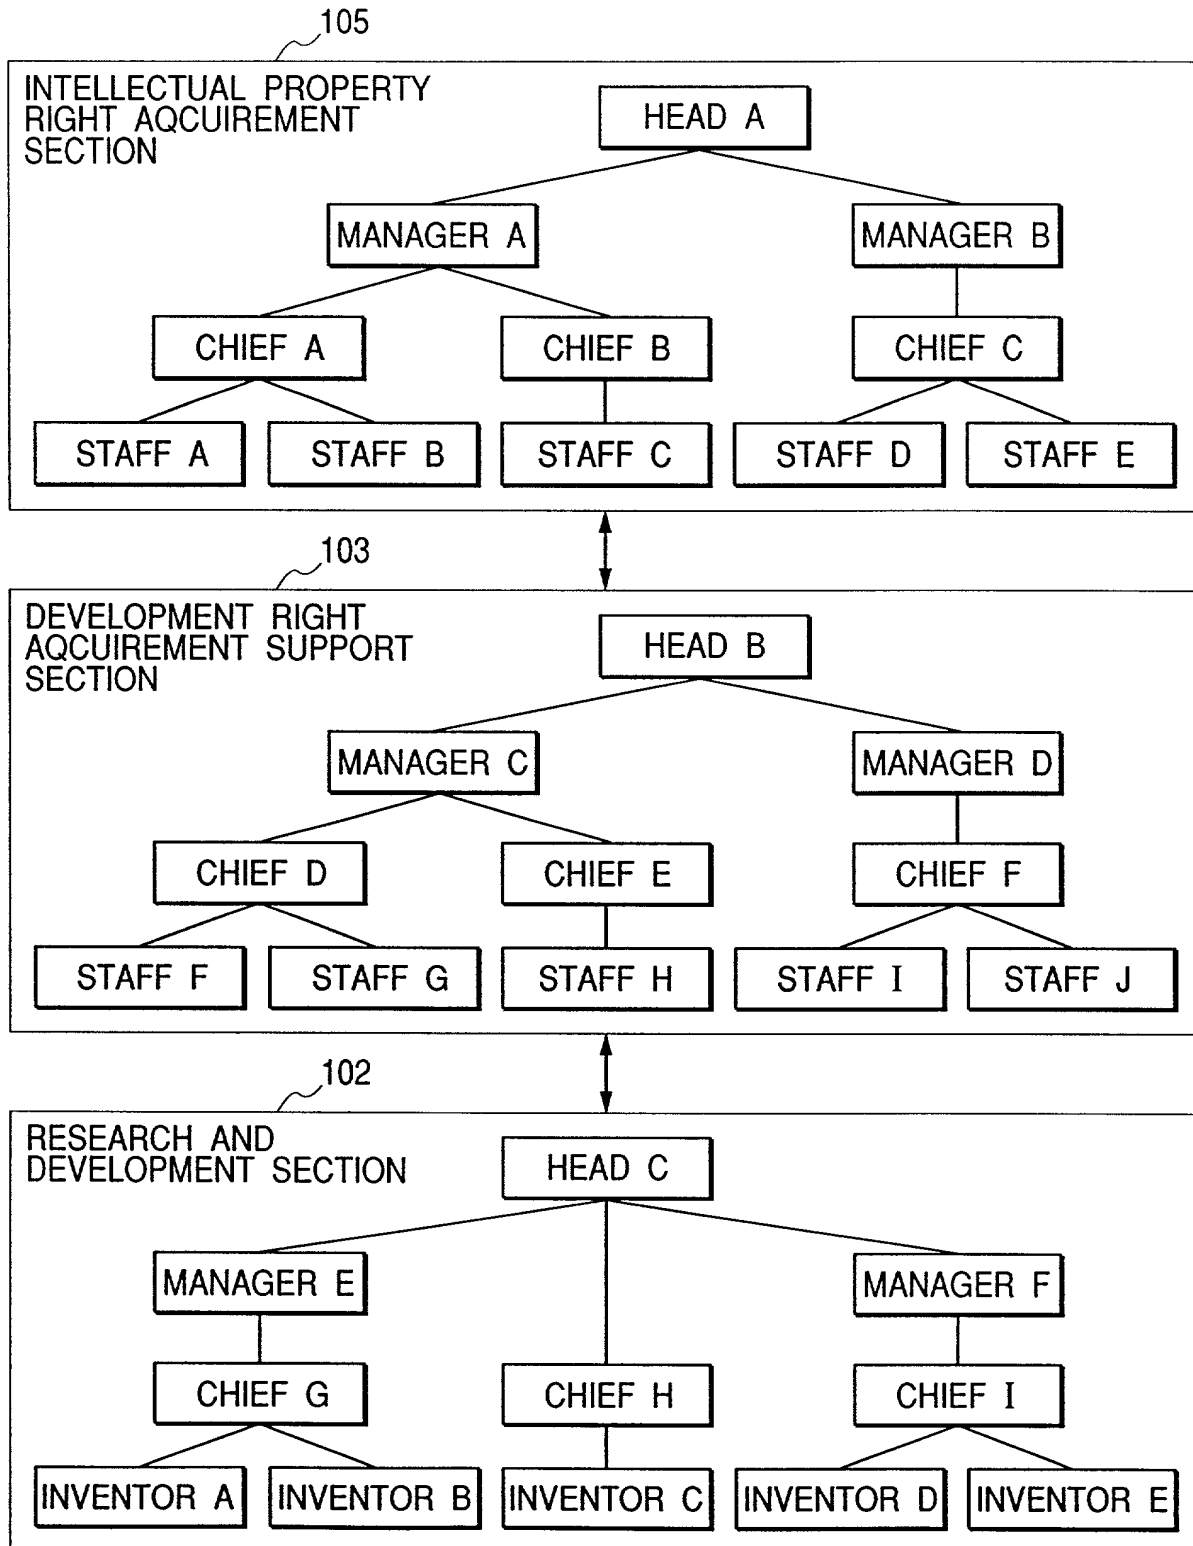 105
INTELLECTUAL PROPERTY
RIGHT AQCUIREMENT
SECTION
HEAD A
MANAGER A
MANAGER B
CHIEF A
CHIEF B
CHIEF C
STAFF A
STAFF B
STAFF C
STAFF D
STAFF E
103
DEVELOPMENT RIGHT
AQCUIREMENT SUPPORT
SECTION
HEAD B
MANAGER C
MANAGER D
CHIEF D
CHIEF E
CHIEF F
STAFF F
STAFF G
STAFF H
STAFF I
STAFF J
102
RESEARCH AND
DEVELOPMENT SECTION
HEAD C
MANAGER E
MANAGER F
CHIEF G
CHIEF H
CHIEF I
INVENTOR A
INVENTOR B
INVENTOR C
INVENTOR D
INVENTOR E